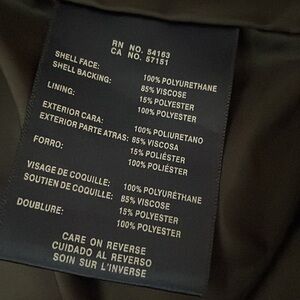 RN NO. 54163
CA NO. 57151
SHELL FACE: 100% POLYURETHANE
SHELL BACKING: 85% VISCOSE
15% POLYESTER
LINING: 100% POLYESTER
EXTERIOR CARA: 100% POLIURETANO
EXTERIOR PARTE ATRAS: 85% VISCOSA
15% POLIÉSTER
FORRO: 100% POLIÉSTER
VISAGE DE COQUILLE: 100% POLYURÉTHANE
SOUTIEN DE COQUILLE: 85% VISCOSE
15% POLYESTER
DOUBLURE: 100% POLYESTER
CARE ON REVERSE
CUIDADO AL REVERSO
SOIN SUR L'INVERSE